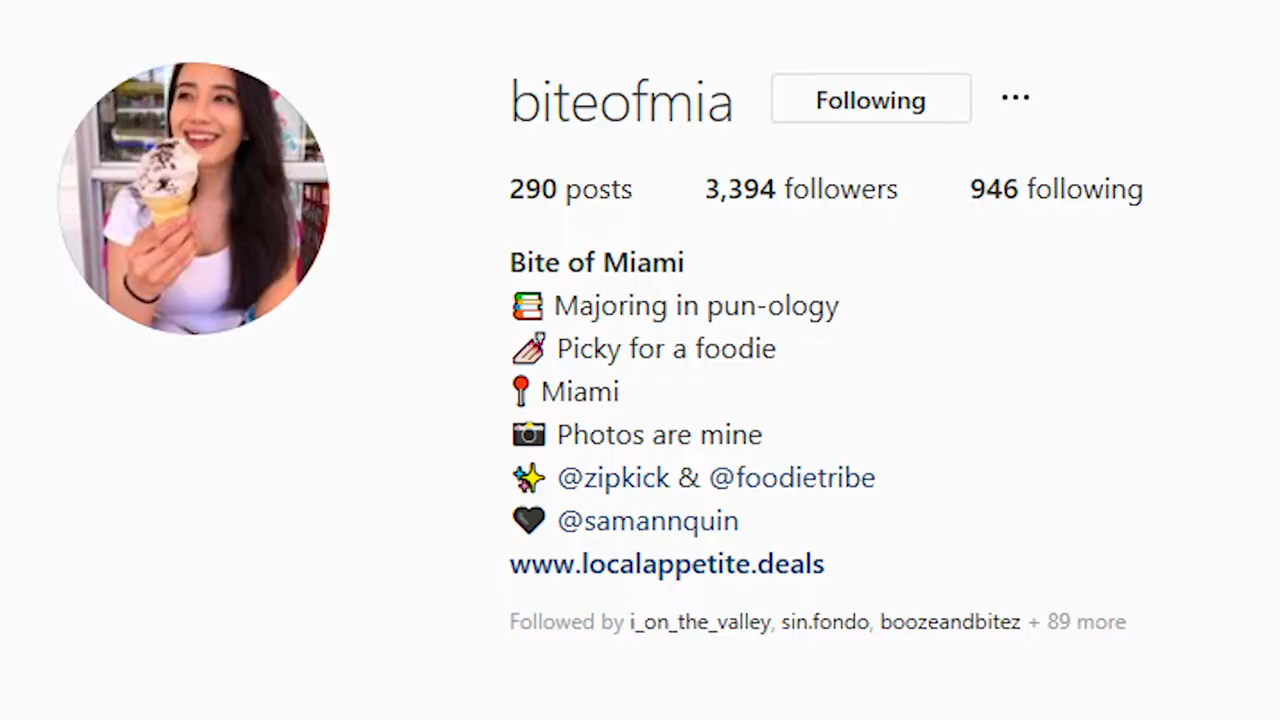 biteofmia Following ...
290 posts 3,394 followers 946 following
Bite of Miami
Majoring in pun-ology
Picky for a foodie
Miami
Photos are mine
@zipkick & @foodietribe
@samannquin
www.localappetite.deals
Followed by i_on_the_valley, sin.fondo, boozeandbitez + 89 more